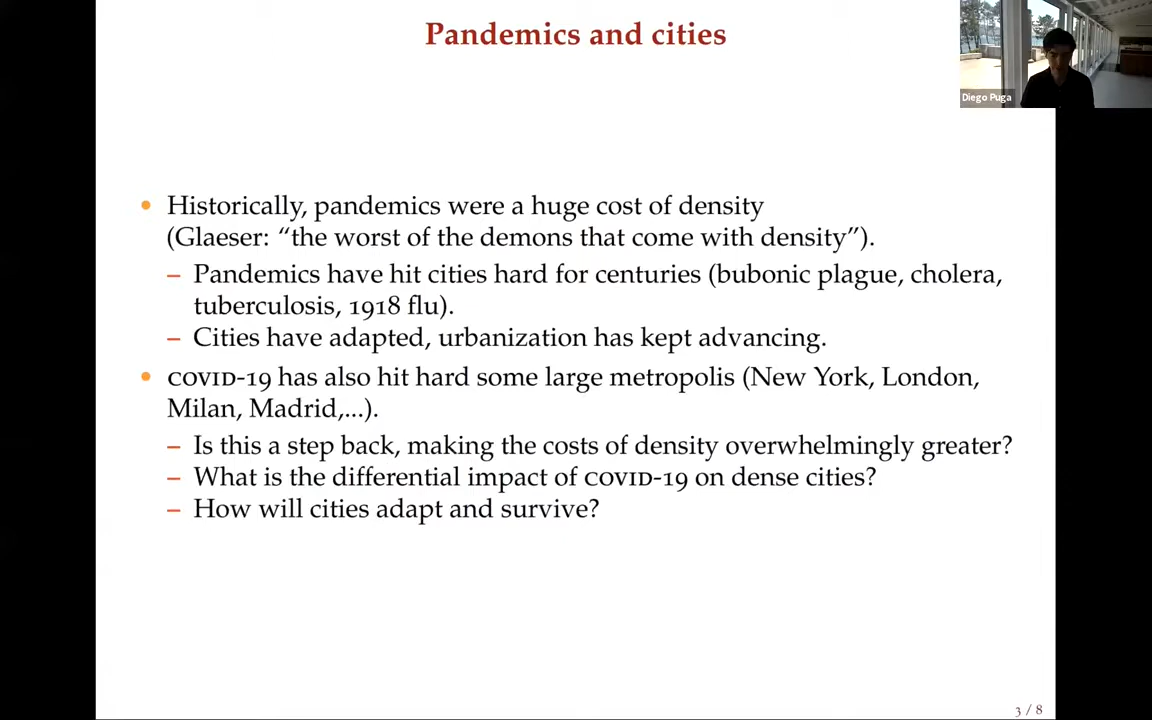 Pandemics and cities
Diego Puga
• Historically, pandemics were a huge cost of density
(Glaeser: “the worst of the demons that come with density”).
– Pandemics have hit cities hard for centuries (bubonic plague, cholera,
tuberculosis, 1918 flu).
– Cities have adapted, urbanization has kept advancing.
• COVID-19 has also hit hard some large metropolis (New York, London,
Milan, Madrid,...).
– Is this a step back, making the costs of density overwhelmingly greater?
– What is the differential impact of COVID-19 on dense cities?
– How will cities adapt and survive?
3 / 8